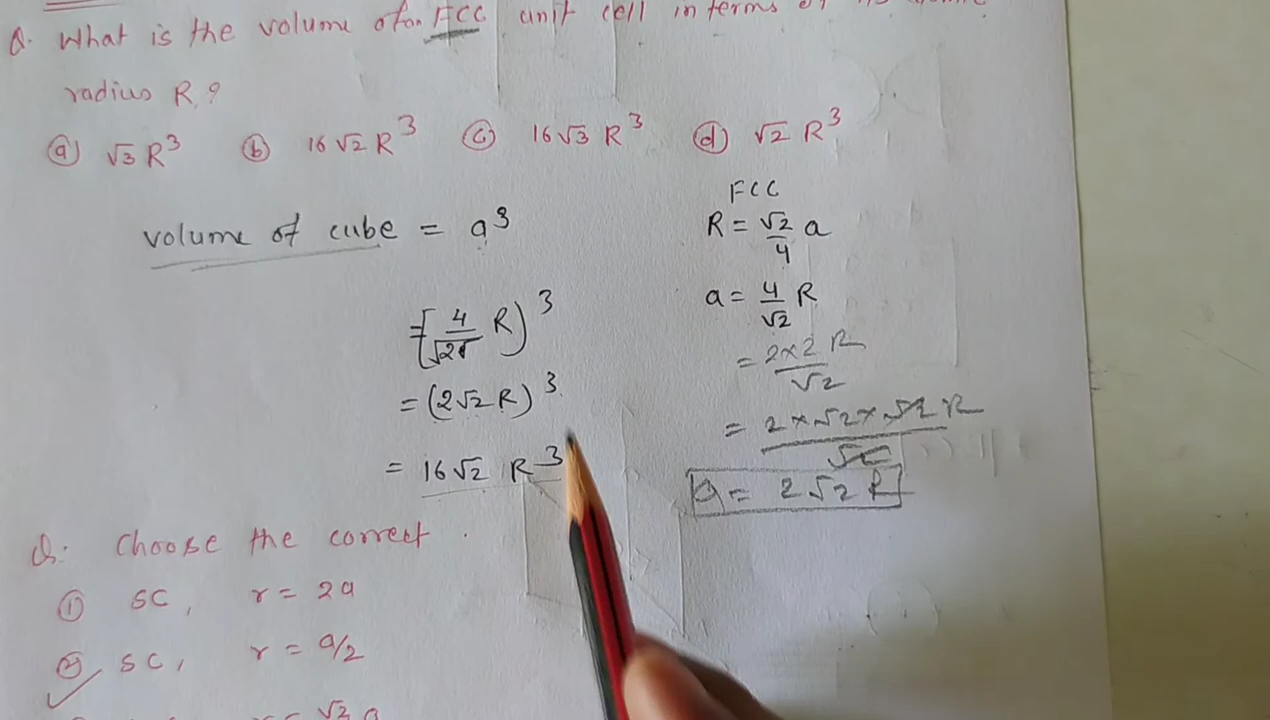 Q. What is the volume of an FCC unit cell in terms of its atomic
radius R?
(a) √3 R³ (b) 16√2 R³ (c) 16√3 R³ (d) √2 R³
volume of cube = a³
= [4/√2 R)³
= (2√2 R)³
= 16√2 R³
FCC
R = √2/4 a
a = 4/√2 R
= 2×2 R/√2
= 2×√2×√2 R/√2
a = 2√2 R
Q. Choose the correct.
(1) SC, r = 2a
(2) SC, r = a/2
√2 a